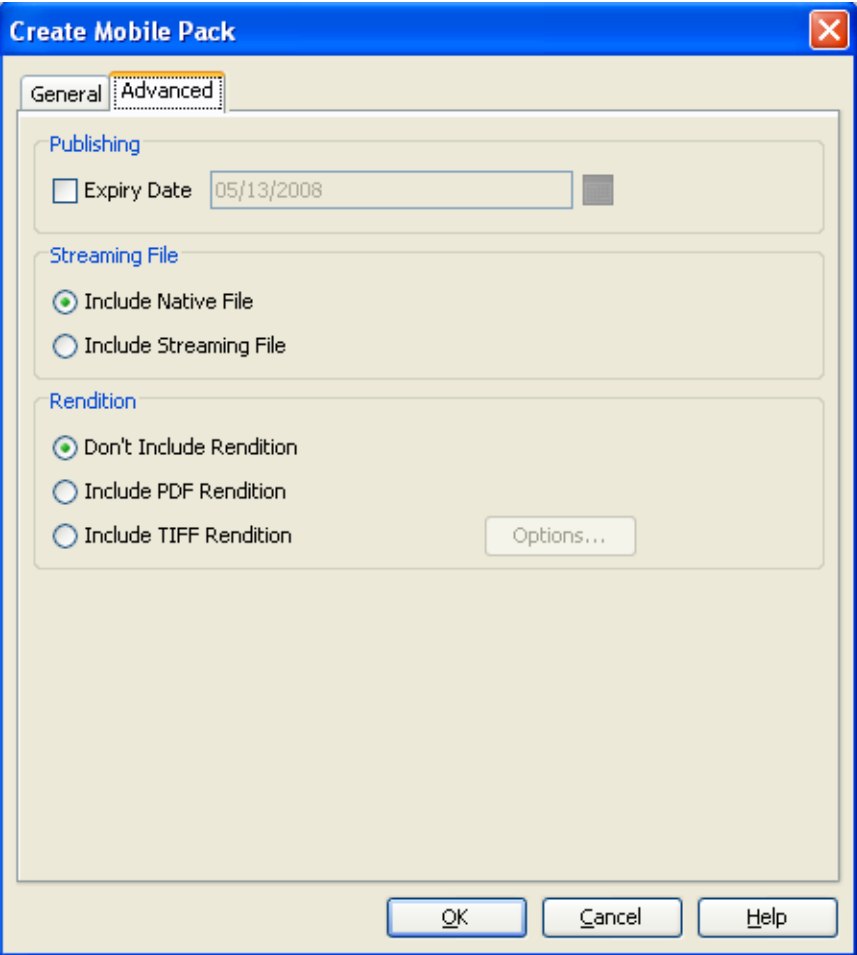 Create Mobile Pack
General Advanced
Publishing
Expiry Date 05/13/2008
Streaming File
Include Native File
Include Streaming File
Rendition
Don't Include Rendition
Include PDF Rendition
Include TIFF Rendition Options...
OK Cancel Help